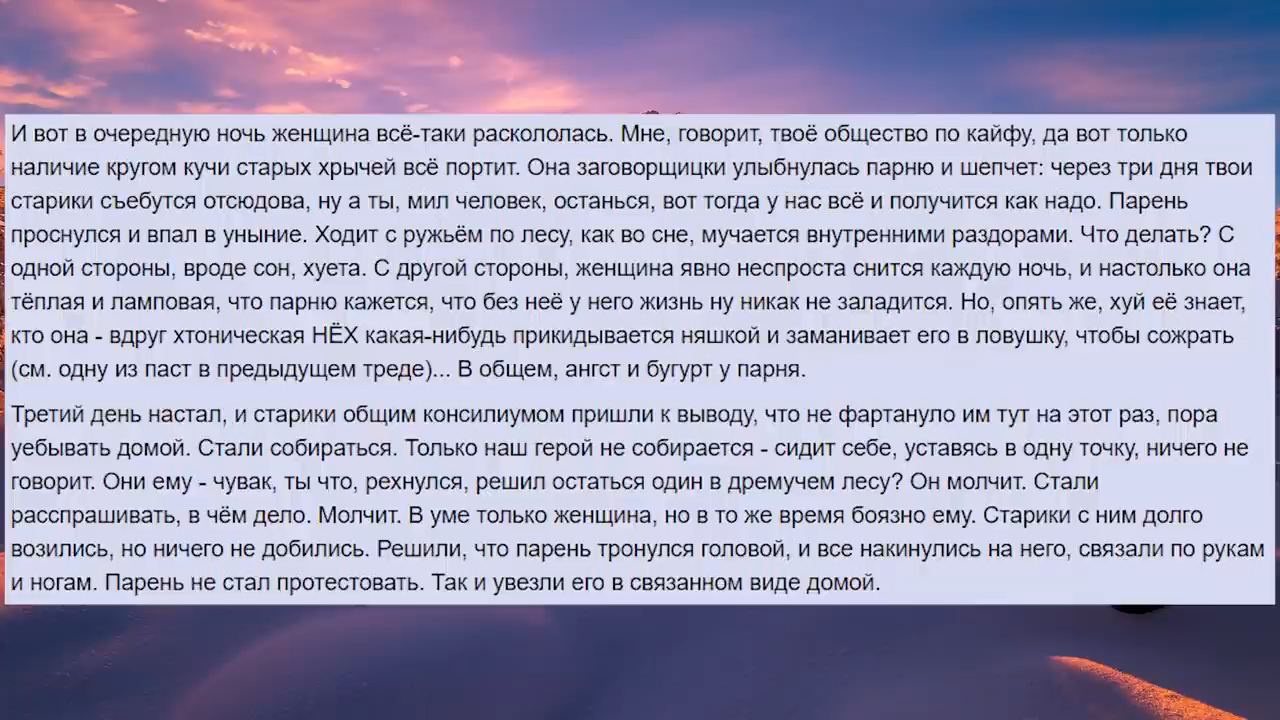 И вот в очередную ночь женщина всё-таки раскололась. Мне, говорит, твоё общество по кайфу, да вот только
наличие кругом кучи старых хрычей всё портит. Она заговорщицки улыбнулась парню и шепчет: через три дня твои
старики съебутся отсюдова, ну а ты, мил человек, останься, вот тогда у нас всё и получится как надо. Парень
проснулся и впал в уныние. Ходит с ружьём по лесу, как во сне, мучается внутренними раздорами. Что делать? С
одной стороны, вроде сон, хуета. С другой стороны, женщина явно неспроста снится каждую ночь, и настолько она
тёплая и ламповая, что парню кажется, что без неё у него жизнь ну никак не заладится. Но, опять же, хуй её знает,
кто она - вдруг хтоническая НЁХ какая-нибудь прикидывается няшкой и заманивает его в ловушку, чтобы сожрать
(см. одну из паст в предыдущем треде)... В общем, ангст и бугурт у парня.
Третий день настал, и старики общим консилиумом пришли к выводу, что не фартануло им тут на этот раз, пора
уебывать домой. Стали собираться. Только наш герой не собирается - сидит себе, уставясь в одну точку, ничего не
говорит. Они ему - чувак, ты что, рехнулся, решил остаться один в дремучем лесу? Он молчит. Стали
расспрашивать, в чём дело. Молчит. В уме только женщина, но в то же время боязно ему. Старики с ним долго
возились, но ничего не добились. Решили, что парень тронулся головой, и все накинулись на него, связали по рукам
и ногам. Парень не стал протестовать. Так и увезли его в связанном виде домой.